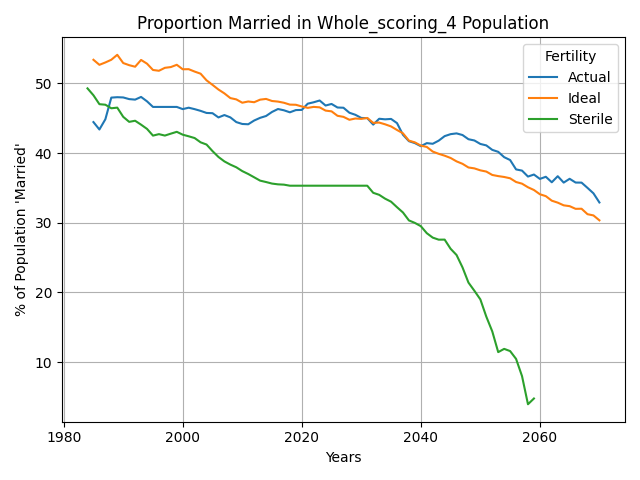 Proportion Married in Whole_scoring_4 Population
Fertility
Actual
Ideal
Sterile
% of Population 'Married'
50
40
30
20
10
1980
2000
2020
2040
2060
Years